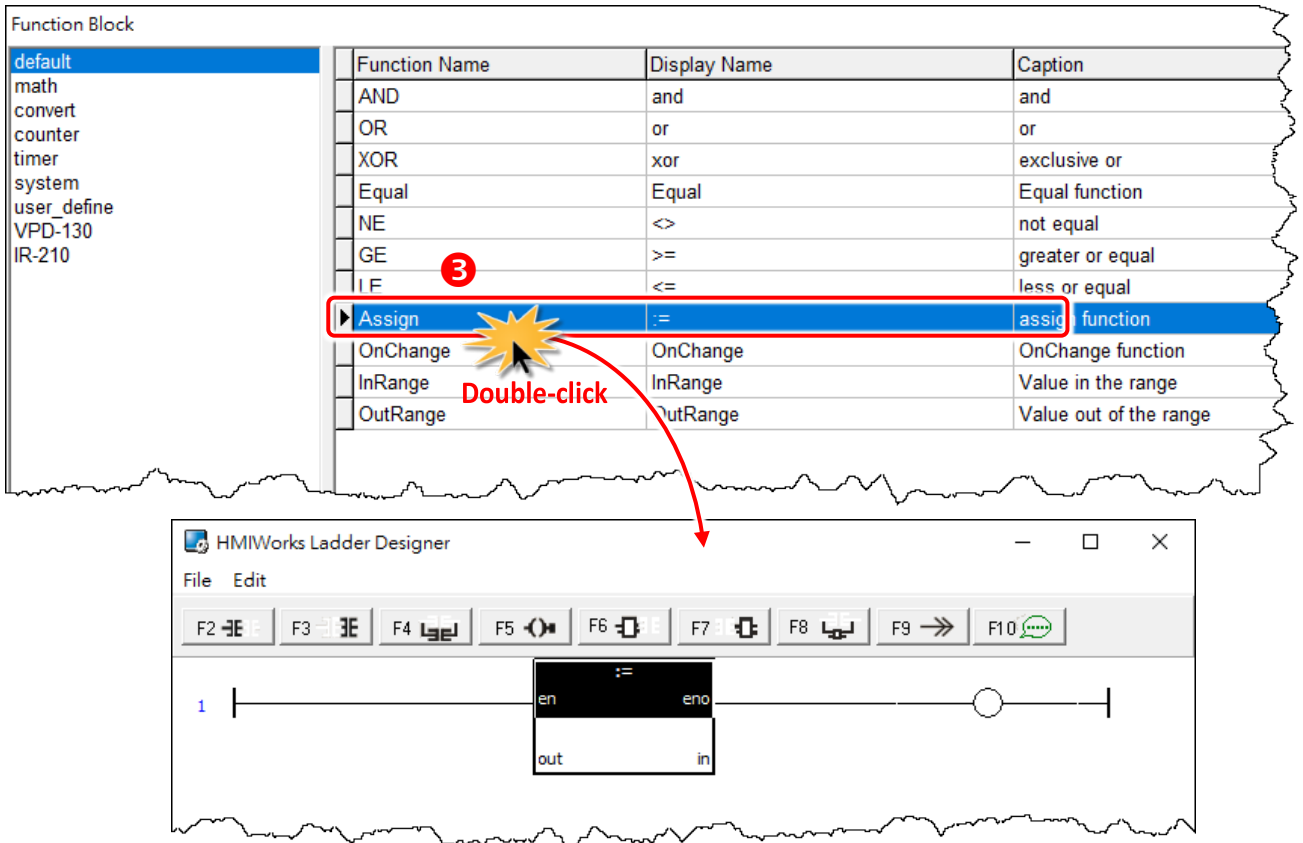 Function Block
default
math
convert
counter
timer
system
user_define
VPD-130
IR-210
Function Name Display Name Caption
AND and and
OR or or
XOR xor exclusive or
Equal Equal Equal function
NE <> not equal
GE >= greater or equal
LE <= less or equal
3
Assign := assign function
OnChange OnChange OnChange function
InRange InRange Value in the range
Double-click
OutRange OutRange Value out of the range
HMIWorks Ladder Designer
File Edit
F2 F3 F4 F5 F6 F7 F8 F9 F10
:=
en eno
1
out in